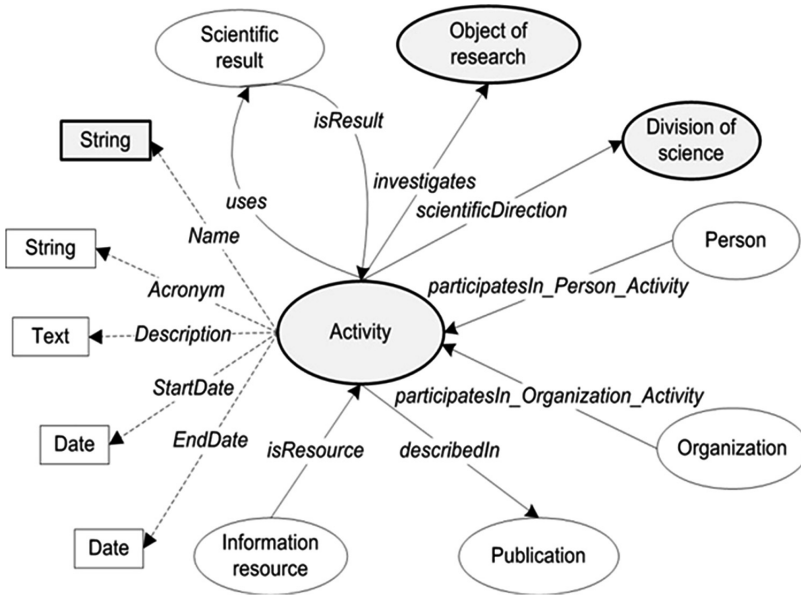 Scientific
result
Object of
research
isResult
String
Division of
science
investigates
uses
scientificDirection
Name
String
Person
Acronym
participatesIn_Person_Activity
Text
Description
Activity
StartDate
participatesIn_Organization_Activity
EndDate
Date
isResource
describedIn
Organization
Date
Information
resource
Publication